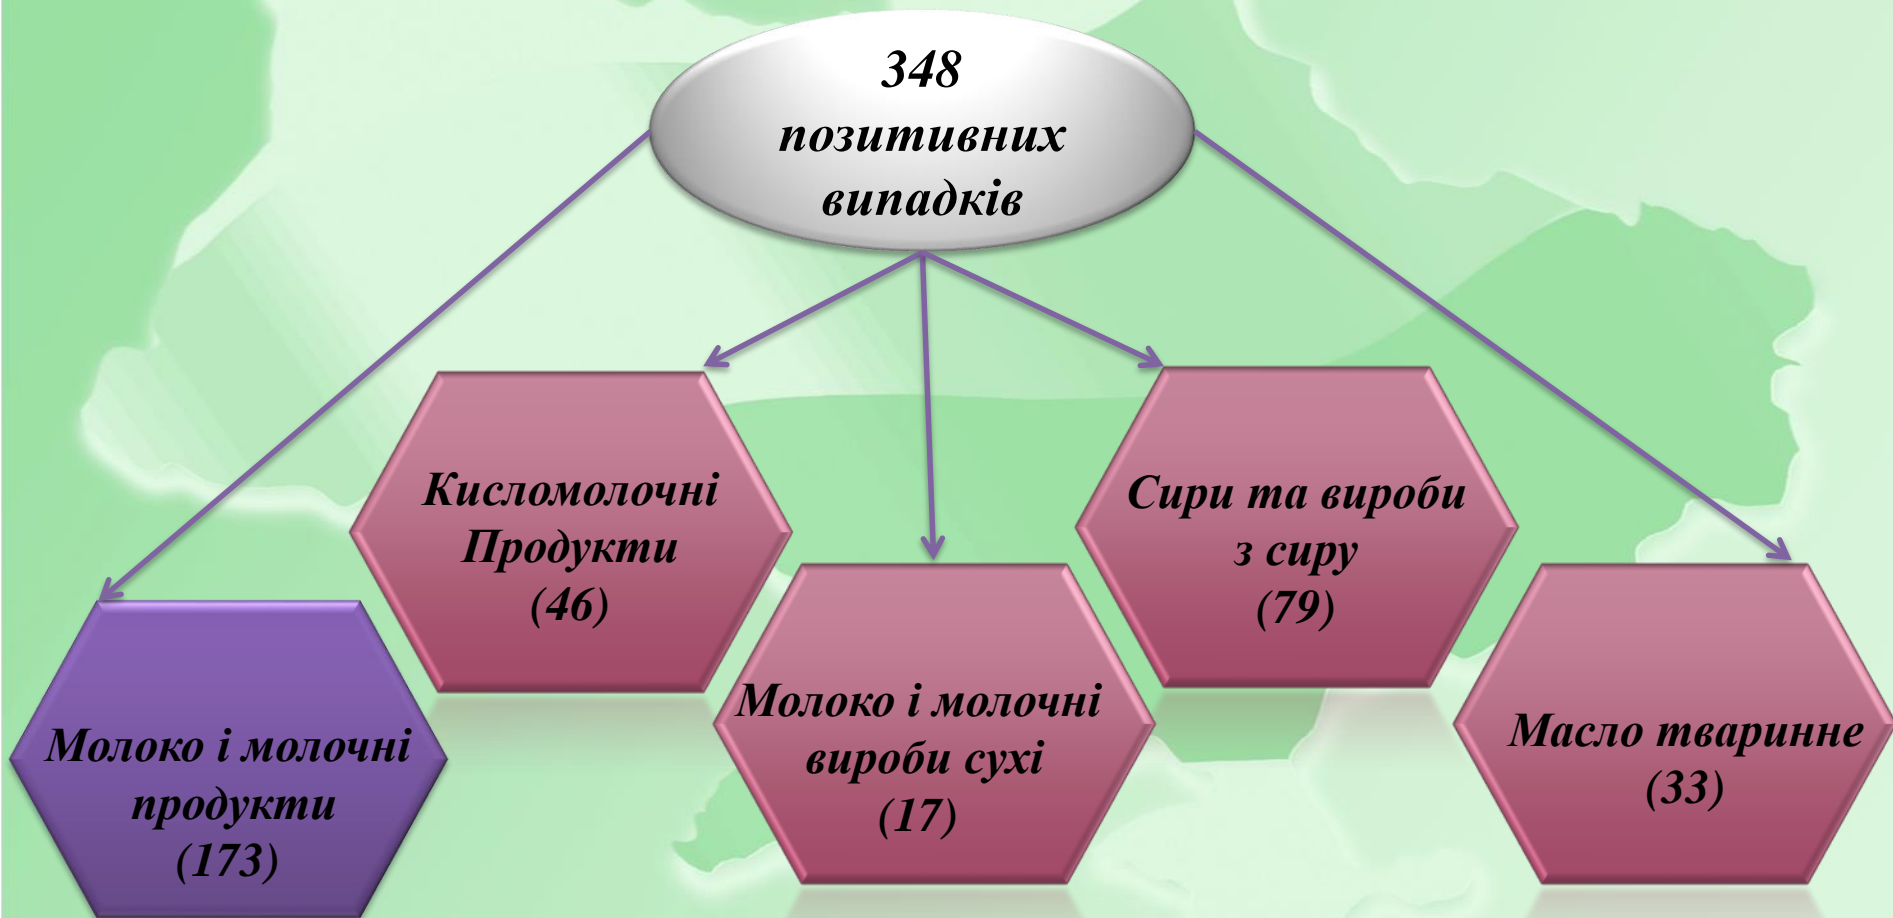 348
позитивних
випадків
Кисломолочні
Продукти
(46)
Сири та вироби
з сиру
(79)
Молоко і молочні
продукти
(173)
Молоко і молочні
вироби сухі
(17)
Масло тваринне
(33)